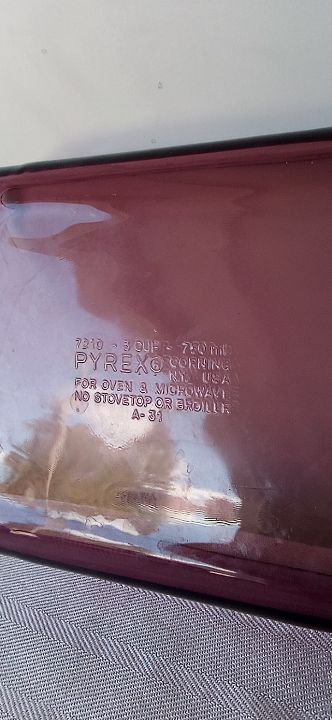 7210 - 3 CUP - 750 mL
PYREX® CORNING
N.Y. USA
FOR OVEN & MICROWAVE
NO STOVETOP OR BROILER
A-31